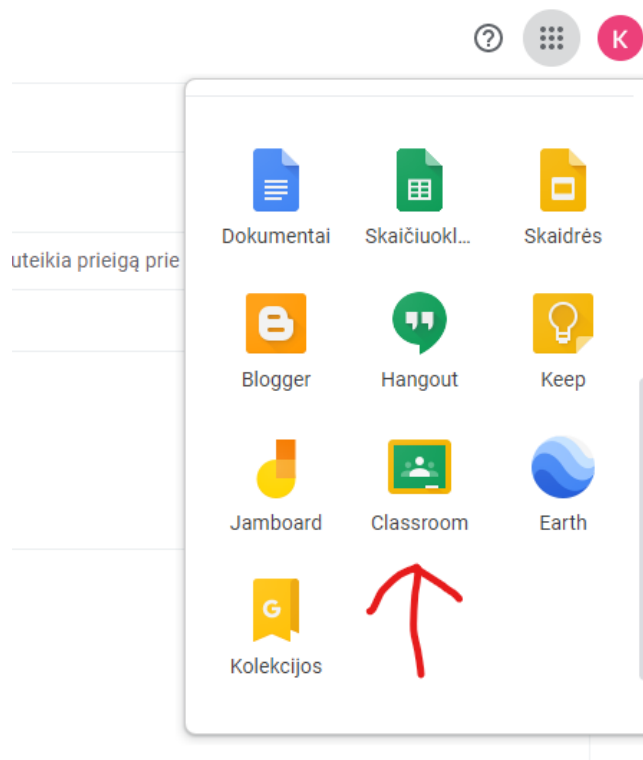 K
uteikia prieigą prie
Dokumentai
Skaičiuokl...
Skaidrės
Blogger
Hangout
Keep
Jamboard
Classroom
Earth
G
Kolekcijos